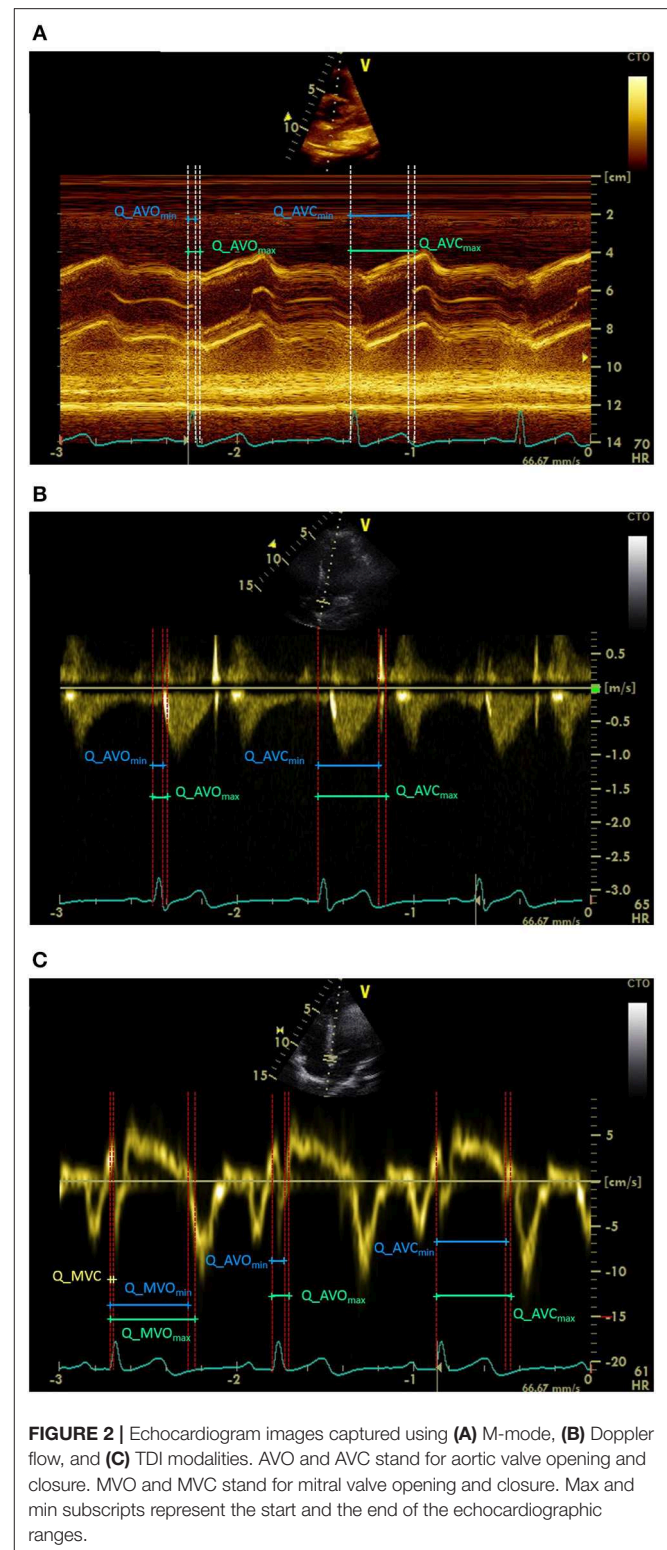 A
CTO
V
5
10
[cm]
Q_AVOmin
Q_AVCmin
2
Q_AVOmax
Q_AVCmax
4
6
8
10
12
14
-3
-2
-1
70
HR
66.67 mm/s
B
CTO
V
5
10
15
0.5
[m/s]
-0.5
Q_AVOmin
Q_AVCmin
-1.0
Q_AVOmax
Q_AVCmax
-1.5
-2.0
-2.5
-3.0
-3
-2
-1
0
65
HR
66.67 mm/s
C
CTO
V
5
10
15
5
[cm/s]
-5
Q_AVCmin
Q_AVOmin
Q_MVC
Q_MVOmin
-10
Q_AVOmax
Q_AVCmax
Q_MVOmax
-15
-20
-3
-2
-1
0
61
HR
66.67 mm/s
FIGURE 2 | Echocardiogram images captured using (A) M-mode, (B) Doppler
flow, and (C) TDI modalities. AVO and AVC stand for aortic valve opening and
closure. MVO and MVC stand for mitral valve opening and closure. Max and
min subscripts represent the start and the end of the echocardiographic
ranges.